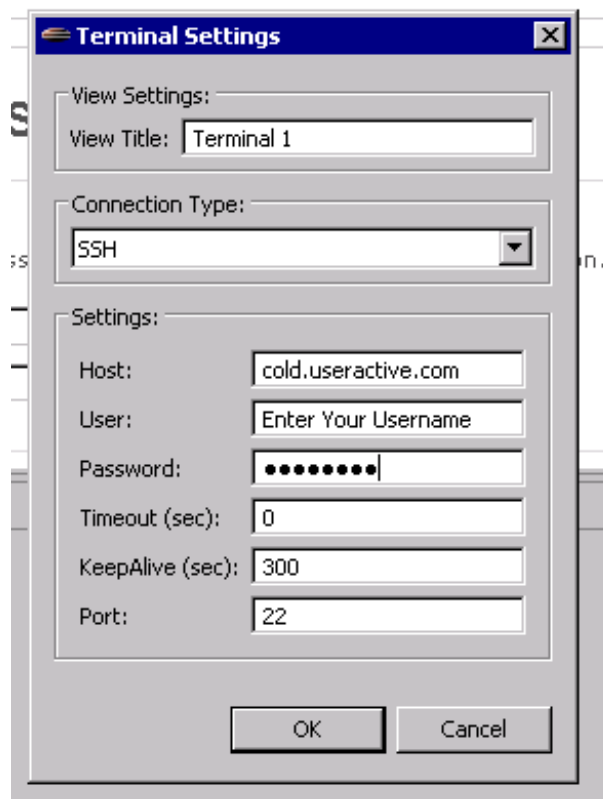 Terminal Settings
s
View Settings:
View Title: Terminal 1
Connection Type:
SSH
ss
n.
Settings:
Host: cold.useractive.com
User: Enter Your Username
Password: ●●●●●●●●
Timeout (sec): 0
KeepAlive (sec): 300
Port: 22
OK Cancel